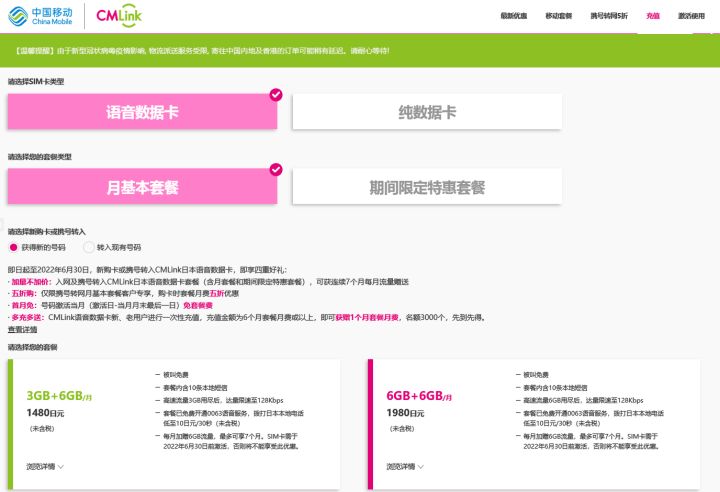 中国移动
China Mobile
CMLink
最新优惠
移动套餐
携号转网5折
充值
激活使用
【温馨提醒】由于新型冠状病毒疫情影响, 物流派送服务受限, 寄往中国内地及香港的订单可能稍有延迟。请耐心等待!
请选择SIM卡类型
语音数据卡
纯数据卡
请选择您的套餐类型
月基本套餐
期间限定特惠套餐
请选择新购卡或携号转入
获得新的号码
转入现有号码
即日起至2022年6月30日，新购卡或携号转入CMLink日本语音数据卡，即享四重好礼：
· 加量不加价：入网及携号转入CMLink日本语音数据卡套餐（含月套餐和期间限定特惠套餐），可获连续7个月每月流量赠送
· 五折购：仅限携号转网月基本套餐客户专享，购卡时套餐月费五折优惠
· 首月免：号码激活当月（激活日-当月月末最后一日）免套餐费
· 多充多送：CMLink语音数据卡新、老用户进行一次性充值，充值金额为6个月套餐月费或以上，即可获赠1个月套餐月费，名额3000个，先到先得。
查看详情
请选择您的套餐
3GB+6GB/月
1480日元
（未含税）
浏览详情
— 被叫免费
— 套餐内含10条本地短信
— 高速流量3GB用尽后，达量限速至128Kbps
— 套餐已免费开通0063语音服务，拨打日本本地电话
低至10日元/30秒（未含税）
— 每月加赠6GB流量，最多可享7个月。SIM卡需于
2022年6月30日前激活，否则将不能享受此优惠。
6GB+6GB/月
1980日元
（未含税）
浏览详情
— 被叫免费
— 套餐内含10条本地短信
— 高速流量6GB用尽后，达量限速至128Kbps
— 套餐已免费开通0063语音服务，拨打日本本地电话
低至10日元/30秒（未含税）
— 每月加赠6GB流量，最多可享7个月。SIM卡需于
2022年6月30日前激活，否则将不能享受此优惠。